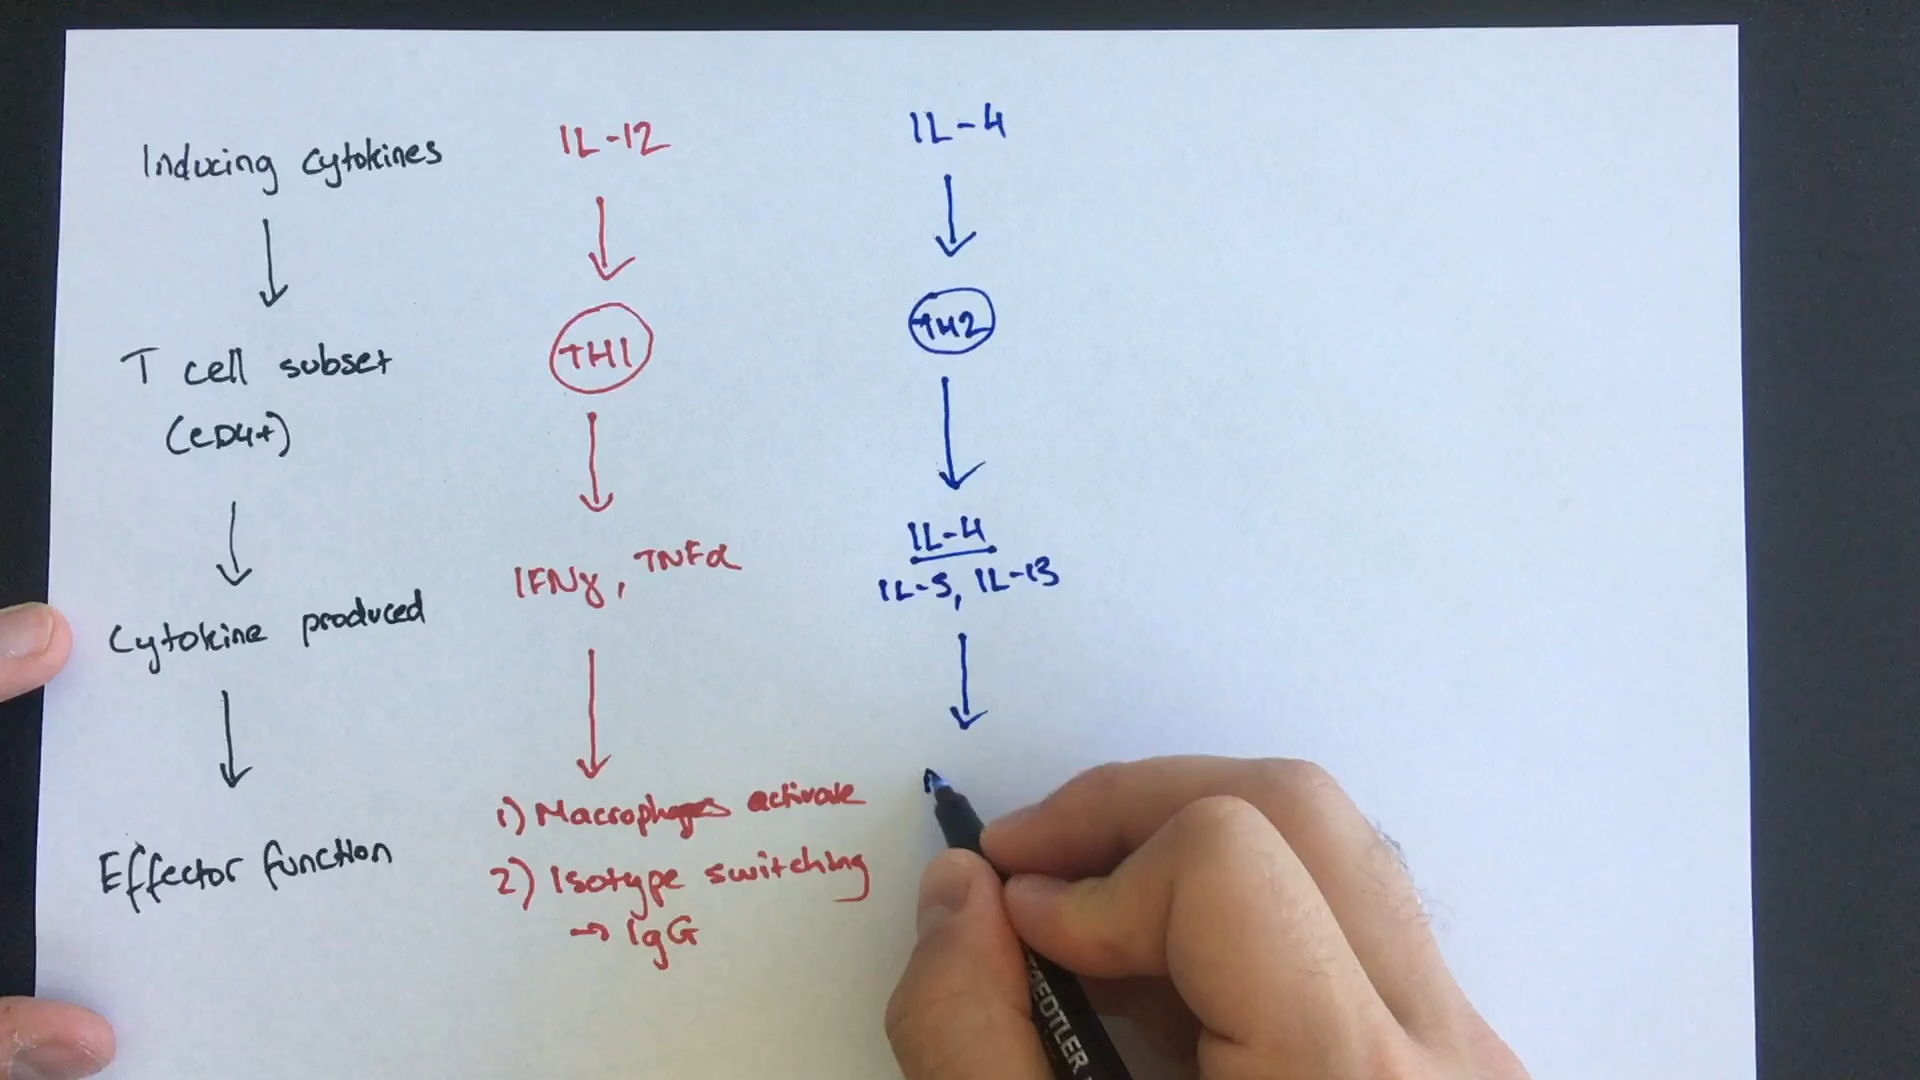 Inducing cytokines
T cell subset
(CD4+)
Cytokine produced
Effector function
IL-12
TH1
IFNγ, TNFα
1) Macrophages activate
2) Isotype switching
→ IgG
IL-4
TH2
IL-4
IL-5, IL-13
STAEDTLER